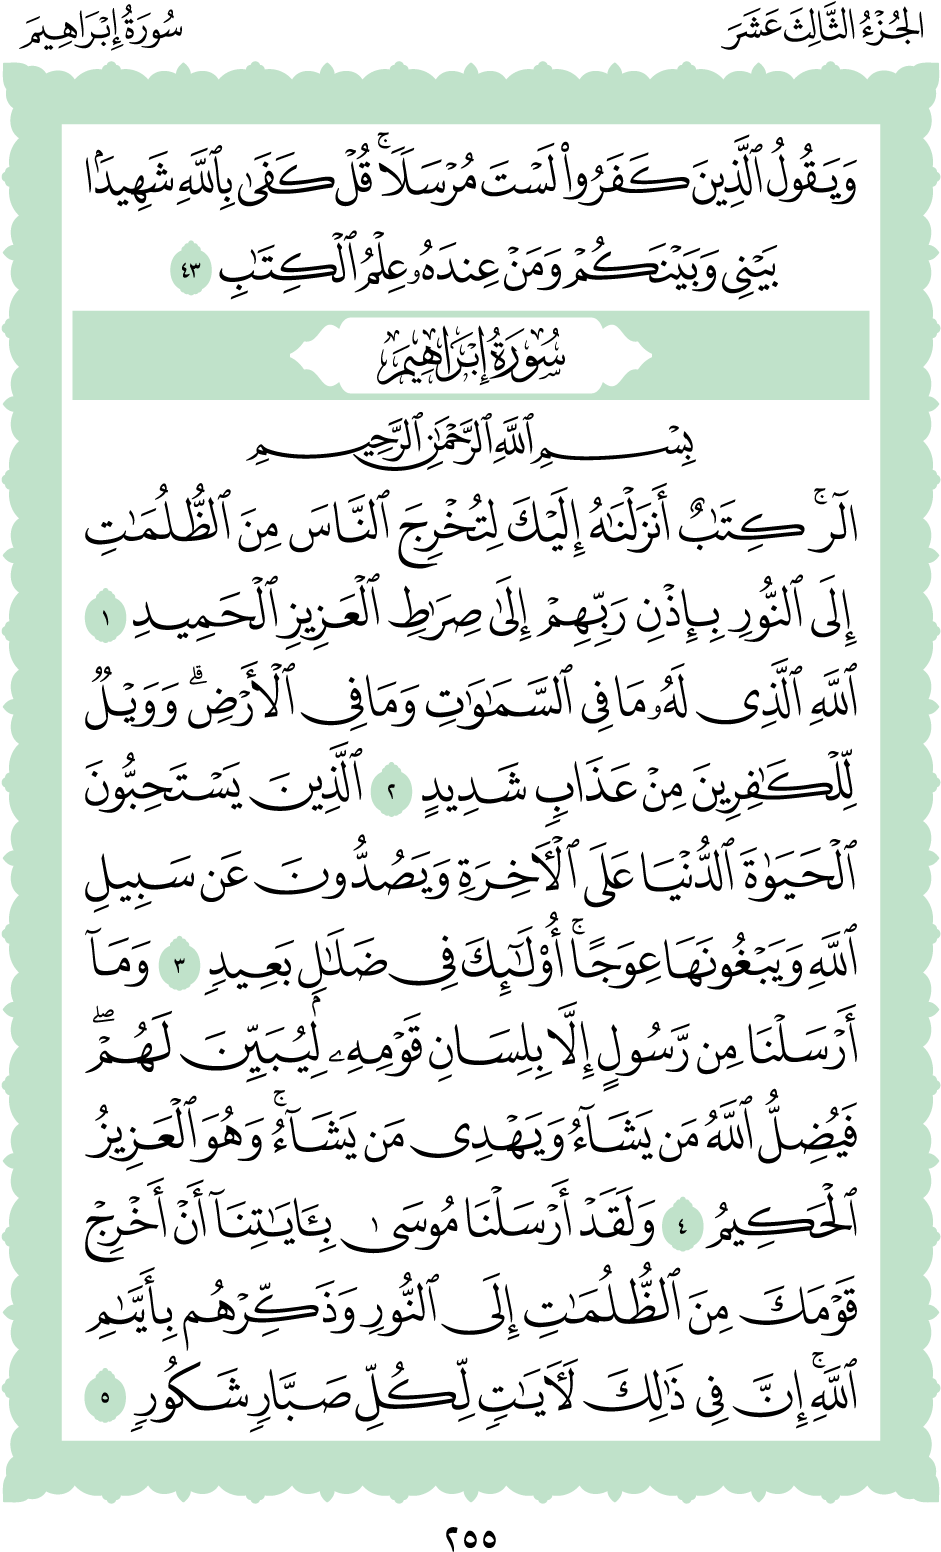 الجُزْءُ الثَّالِثَ عَشَرَ
سُورَةُ إِبْرَاهِيمَ
وَيَقُولُ ٱلَّذِينَ كَفَرُوا۟ لَسْتَ مُرْسَلًا ۚ قُلْ كَفَىٰ بِٱللَّهِ شَهِيدًۢا
بَيْنِى وَبَيْنَكُمْ وَمَنْ عِندَهُۥ عِلْمُ ٱلْكِتَٰبِ ٤٣
سُورَةُ إِبْرَاهِيمَ
بِسْمِ ٱللَّهِ ٱلرَّحْمَٰنِ ٱلرَّحِيمِ
الٓر ۚ كِتَٰبٌ أَنزَلْنَٰهُ إِلَيْكَ لِتُخْرِجَ ٱلنَّاسَ مِنَ ٱلظُّلُمَٰتِ
إِلَى ٱلنُّورِ بِإِذْنِ رَبِّهِمْ إِلَىٰ صِرَٰطِ ٱلْعَزِيزِ ٱلْحَمِيدِ ١
ٱللَّهِ ٱلَّذِى لَهُۥ مَا فِى ٱلسَّمَٰوَٰتِ وَمَا فِى ٱلْأَرْضِ ۗ وَوَيْلٌ
لِّلْكَٰفِرِينَ مِنْ عَذَابٍ شَدِيدٍ ٢ ٱلَّذِينَ يَسْتَحِبُّونَ
ٱلْحَيَوٰةَ ٱلدُّنْيَا عَلَى ٱلْءَاخِرَةِ وَيَصُدُّونَ عَن سَبِيلِ
ٱللَّهِ وَيَبْغُونَهَا عِوَجًا ۚ أُو۟لَٰٓئِكَ فِى ضَلَٰلٍۭ بَعِيدٍ ٣ وَمَآ
أَرْسَلْنَا مِن رَّسُولٍ إِلَّا بِلِسَانِ قَوْمِهِۦ لِيُبَيِّنَ لَهُمْ ۖ
فَيُضِلُّ ٱللَّهُ مَن يَشَآءُ وَيَهْدِى مَن يَشَآءُ ۚ وَهُوَ ٱلْعَزِيزُ
ٱلْحَكِيمُ ٤ وَلَقَدْ أَرْسَلْنَا مُوسَىٰ بِـَٔايَٰتِنَآ أَنْ أَخْرِجْ
قَوْمَكَ مِنَ ٱلظُّلُمَٰتِ إِلَى ٱلنُّورِ وَذَكِّرْهُم بِأَيَّىٰمِ
ٱللَّهِ ۚ إِنَّ فِى ذَٰلِكَ لَءَايَٰتٍ لِّكُلِّ صَبَّارٍ شَكُورٍ ٥
٢٥٥